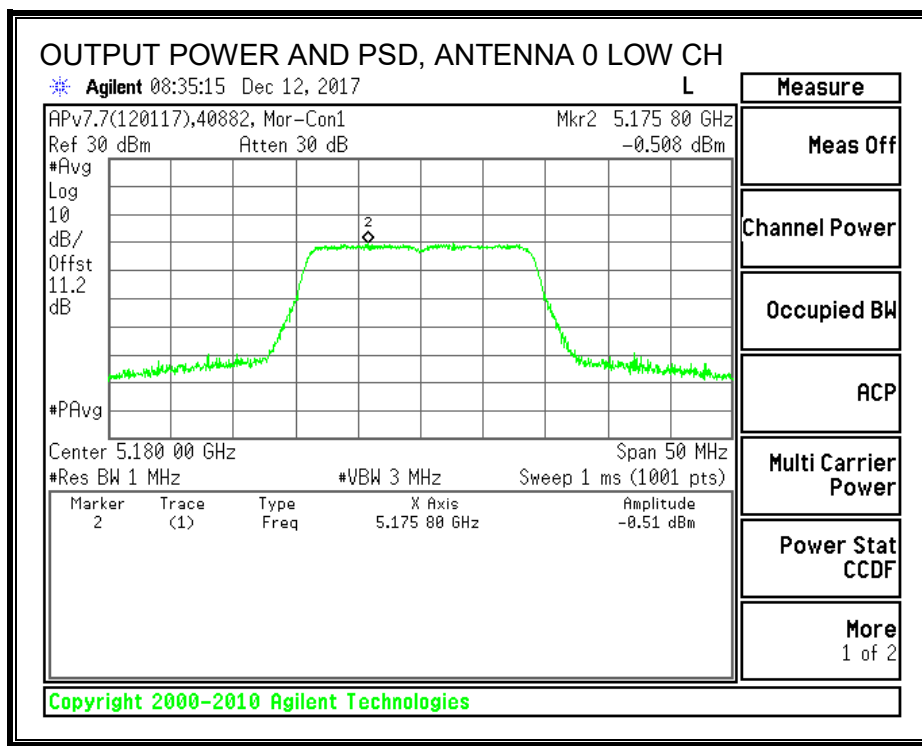 OUTPUT POWER AND PSD, ANTENNA 0 LOW CH
Agilent 08:35:15 Dec 12, 2017 L
APv7.7(120117),40882, Mor-Con1 Mkr2 5.175 80 GHz
Ref 30 dBm Atten 30 dB -0.508 dBm
#Avg
Log
10
dB/
Offst
11.2
dB
2
#PAvg
Center 5.180 00 GHz Span 50 MHz
#Res BW 1 MHz #VBW 3 MHz Sweep 1 ms (1001 pts)
Marker Trace Type X Axis Amplitude
2 (1) Freq 5.175 80 GHz -0.51 dBm
Measure
Meas Off
Channel Power
Occupied BW
ACP
Multi Carrier
Power
Power Stat
CCDF
More
1 of 2
Copyright 2000-2010 Agilent Technologies